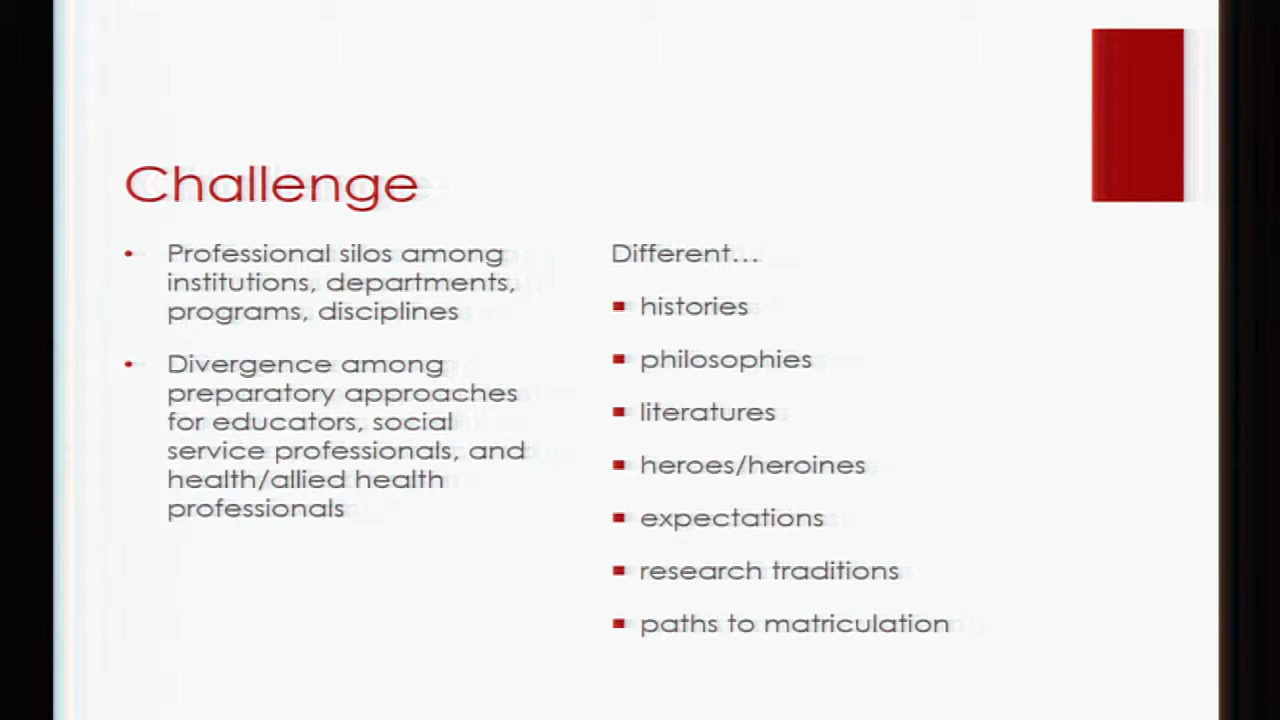 Challenge
• Professional silos among
institutions, departments,
programs, disciplines
• Divergence among
preparatory approaches
for educators, social
service professionals, and
health/allied health
professionals
Different...
▪ histories
▪ philosophies
▪ literatures
▪ heroes/heroines
▪ expectations
▪ research traditions
▪ paths to matriculation